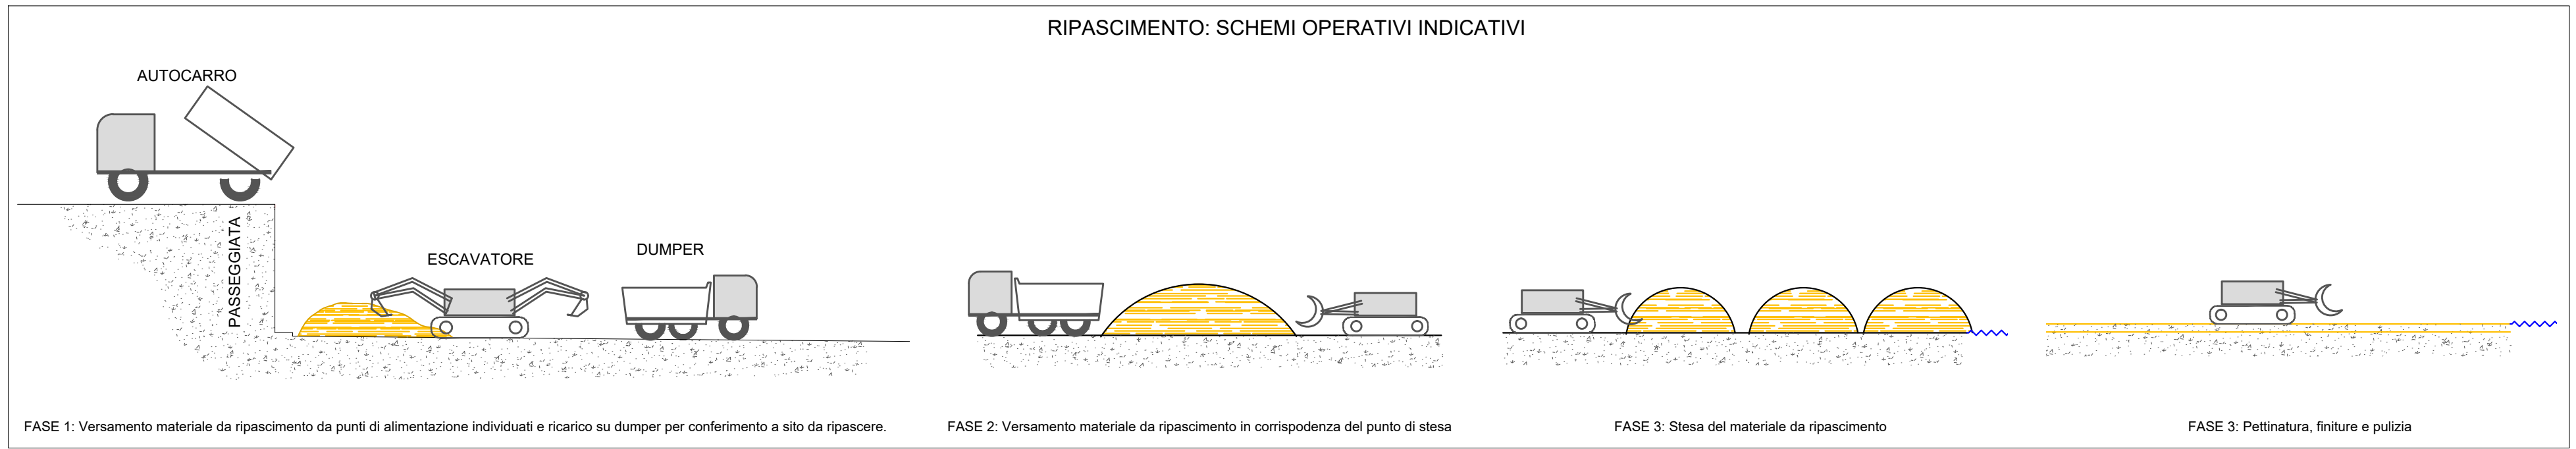 RIPASCIMENTO: SCHEMI OPERATIVI INDICATIVI
AUTOCARRO
PASSEGGIATA
ESCAVATORE
DUMPER
FASE 1: Versamento materiale da ripascimento da punti di alimentazione individuati e ricarico su dumper per conferimento a sito da ripascere.
FASE 2: Versamento materiale da ripascimento in corrispodenza del punto di stesa
FASE 3: Stesa del materiale da ripascimento
FASE 3: Pettinatura, finiture e pulizia